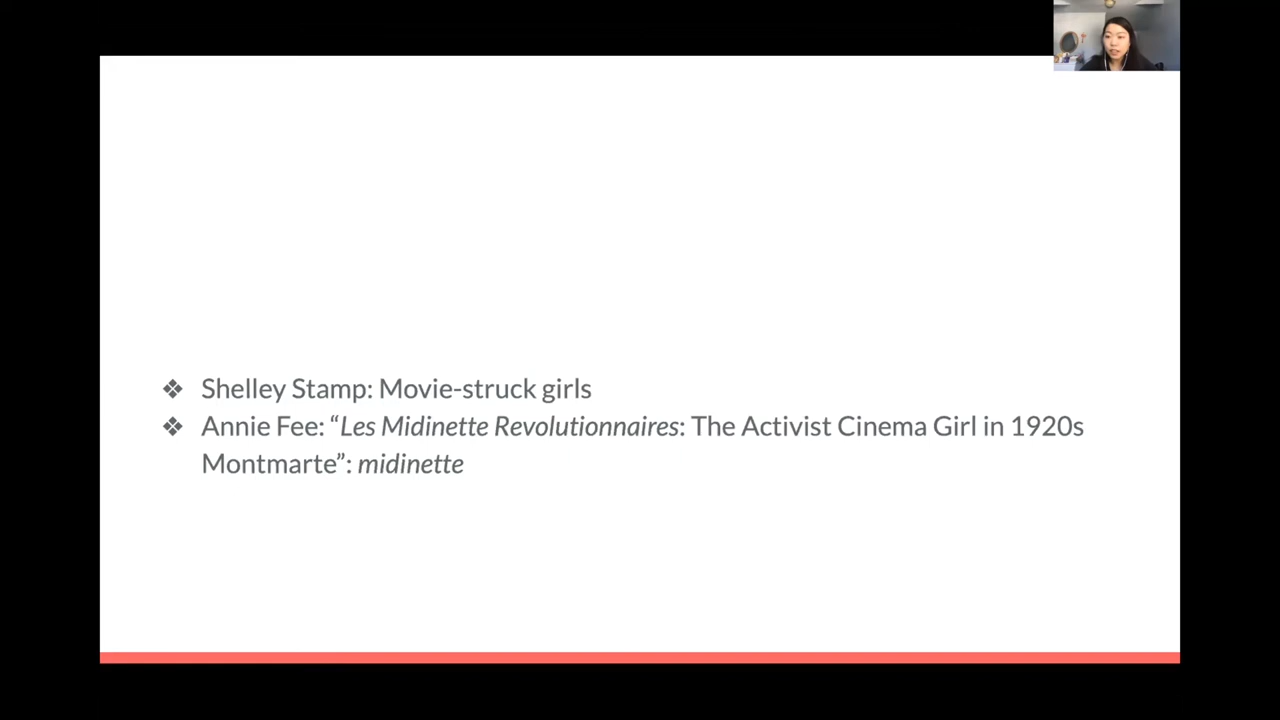 ❖ Shelley Stamp: Movie-struck girls
❖ Annie Fee: “Les Midinette Revolutionnaires: The Activist Cinema Girl in 1920s
Montmarte”: midinette